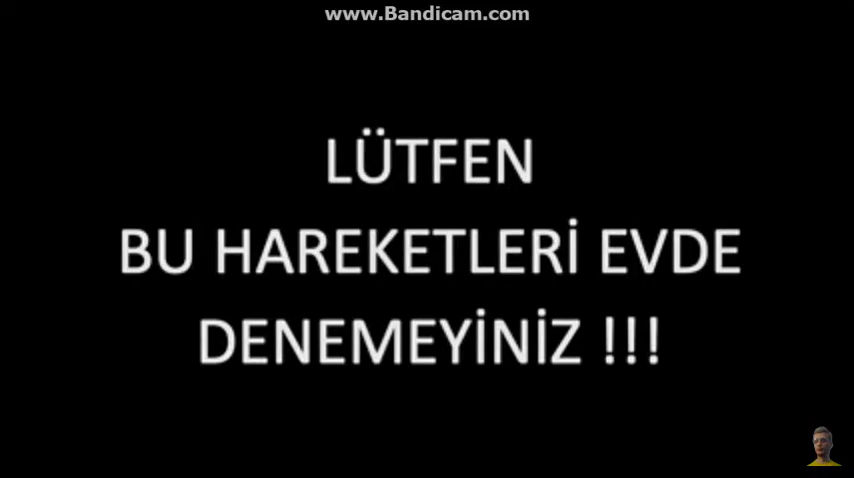 www.Bandicam.com
LÜTFEN
BU HAREKETLERİ EVDE
DENEMEYİNİZ !!!